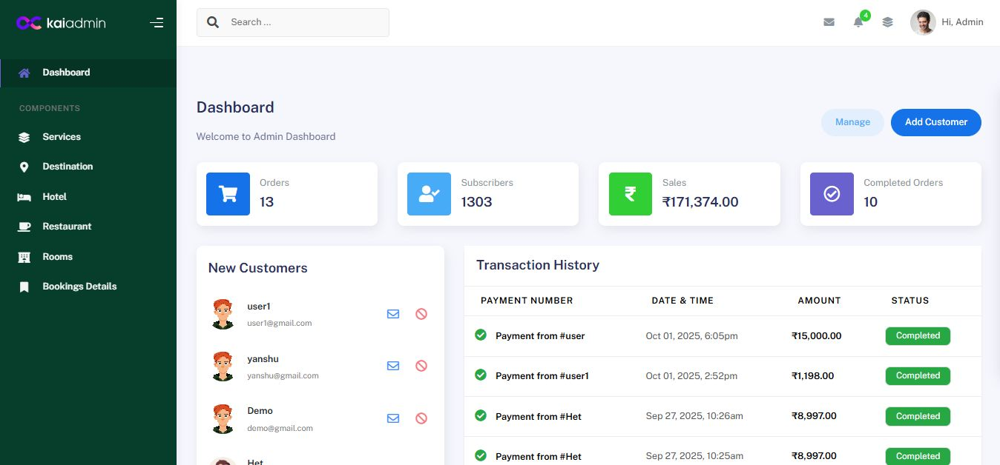 kaiadmin
Search ...
4
Hi, Admin
Dashboard
COMPONENTS
Services
Destination
Hotel
Restaurant
Rooms
Bookings Details
Dashboard
Welcome to Admin Dashboard
Manage
Add Customer
Orders
13
Subscribers
1303
Sales
₹171,374.00
Completed Orders
10
New Customers
user1
user1@gmail.com
yanshu
yanshu@gmail.com
Demo
demo@gmail.com
Het
Transaction History
PAYMENT NUMBER DATE & TIME AMOUNT STATUS
Payment from #user Oct 01, 2025, 6:05pm ₹15,000.00 Completed
Payment from #user1 Oct 01, 2025, 2:52pm ₹1,198.00 Completed
Payment from #Het Sep 27, 2025, 10:26am ₹8,997.00 Completed
Payment from #Het Sep 27, 2025, 10:25am ₹8,997.00 Completed